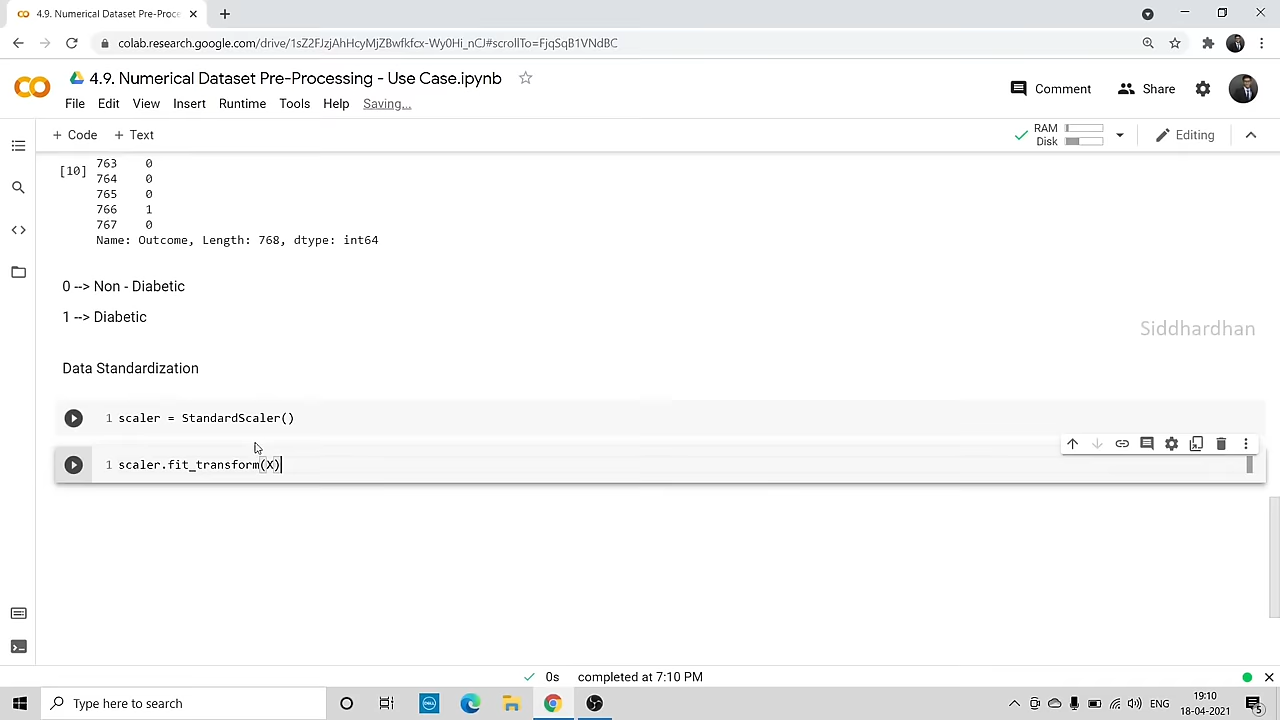 4.9. Numerical Dataset Pre-Proce
colab.research.google.com/drive/1sZ2FJzjAhHcyMjZBwfkfcx-Wy0Hi_nCJ#scrollTo=FjqSqB1VNdBC
4.9. Numerical Dataset Pre-Processing - Use Case.ipynb
Comment
Share
File Edit View Insert Runtime Tools Help Saving...
+ Code + Text
RAM
Disk
Editing
[10]
763 0
764 0
765 0
766 1
767 0
Name: Outcome, Length: 768, dtype: int64
0 --> Non - Diabetic
1 --> Diabetic
Siddhardhan
Data Standardization
1 scaler = StandardScaler()
1 scaler.fit_transform(X)
0s completed at 7:10 PM
Type here to search
DELL
ENG
19:10
18-04-2021
5